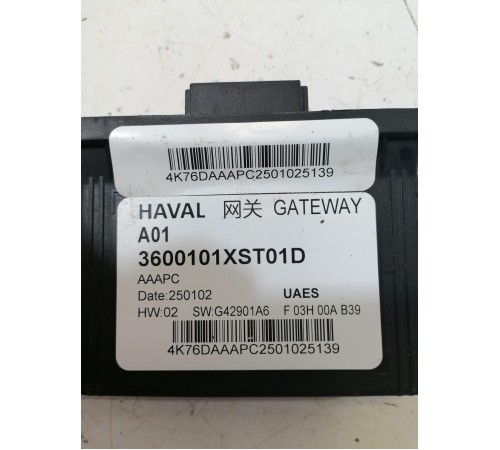 4K76DAAAPC2501025139
HAVAL 网关 GATEWAY
A01
3600101XST01D
AAAPC
Date:250102 UAES
HW:02 SW:G42901A6 F 03H 00A B39
4K76DAAAPC2501025139